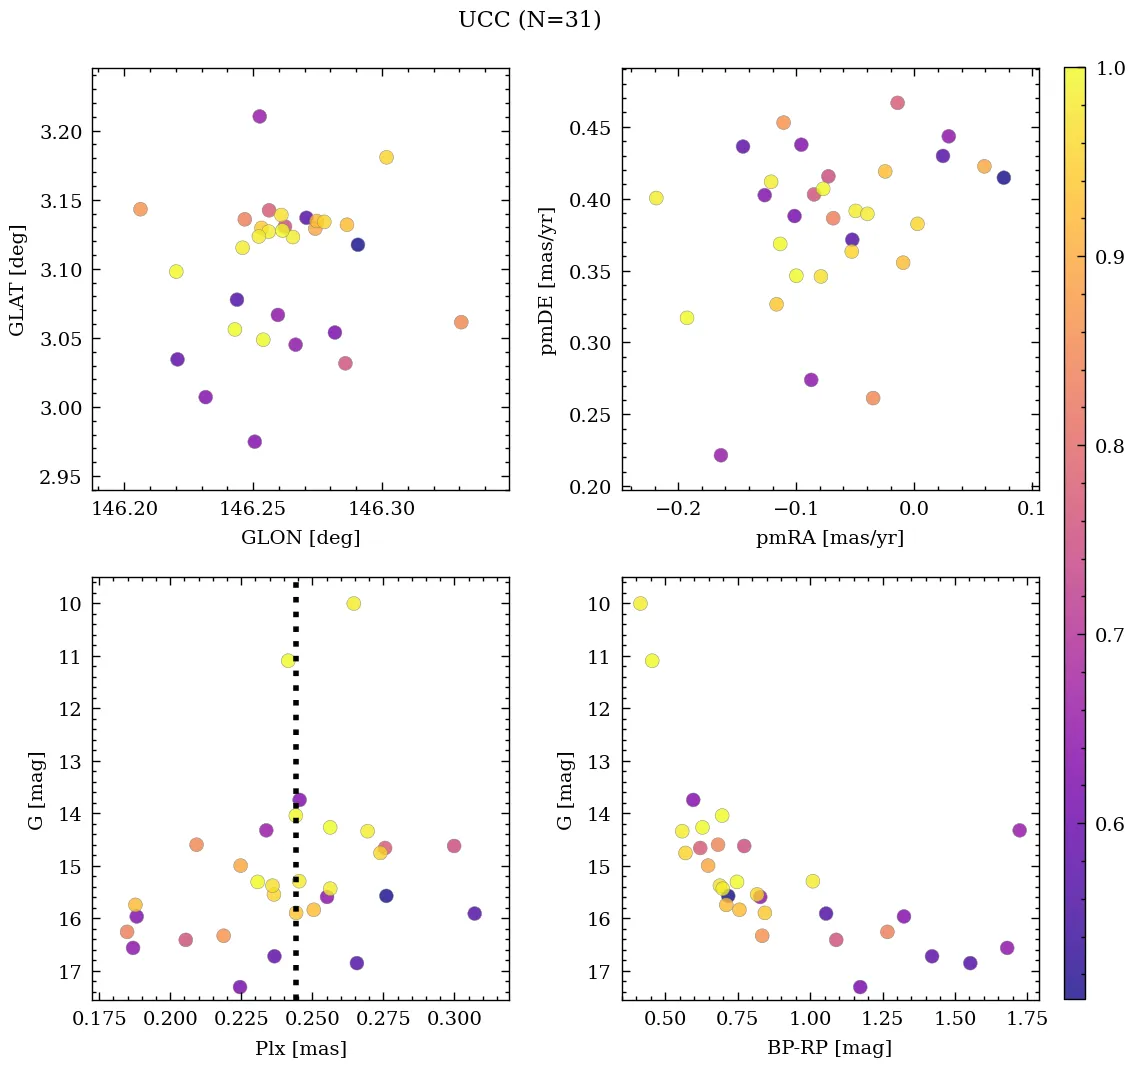 UCC (N=31)
3.20
3.15
3.10
3.05
3.00
2.95
GLAT [deg]
146.20 146.25 146.30
GLON [deg]
0.45
0.40
0.35
0.30
0.25
0.20
pmDE [mas/yr]
−0.2 −0.1 0.0 0.1
pmRA [mas/yr]
1.0
0.9
0.8
0.7
0.6
10
11
12
13
14
15
16
17
G [mag]
0.175 0.200 0.225 0.250 0.275 0.300
Plx [mas]
10
11
12
13
14
15
16
17
G [mag]
0.50 0.75 1.00 1.25 1.50 1.75
BP-RP [mag]